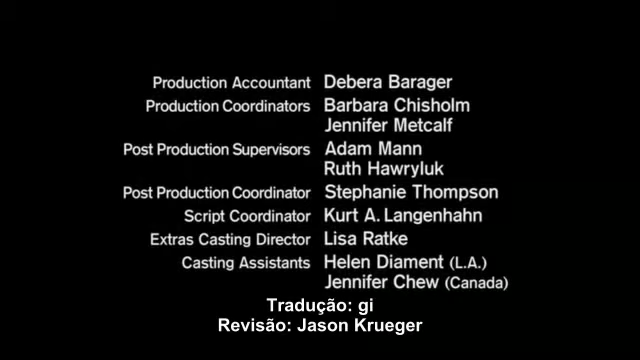 Production Accountant Debera Barager
Production Coordinators Barbara Chisholm
Jennifer Metcalf
Post Production Supervisors Adam Mann
Ruth Hawryluk
Post Production Coordinator Stephanie Thompson
Script Coordinator Kurt A. Langenhahn
Extras Casting Director Lisa Ratke
Casting Assistants Helen Diament (L.A.)
Jennifer Chew (Canada)
Tradução: gi
Revisão: Jason Krueger